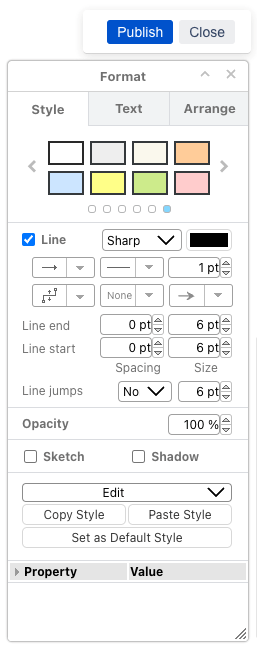 Publish Close
Format
Style Text Arrange
Line Sharp
1 pt
None
Line end 0 pt 6 pt
Line start 0 pt 6 pt
Spacing Size
Line jumps No 6 pt
Opacity 100 %
Sketch Shadow
Edit
Copy Style Paste Style
Set as Default Style
Property Value